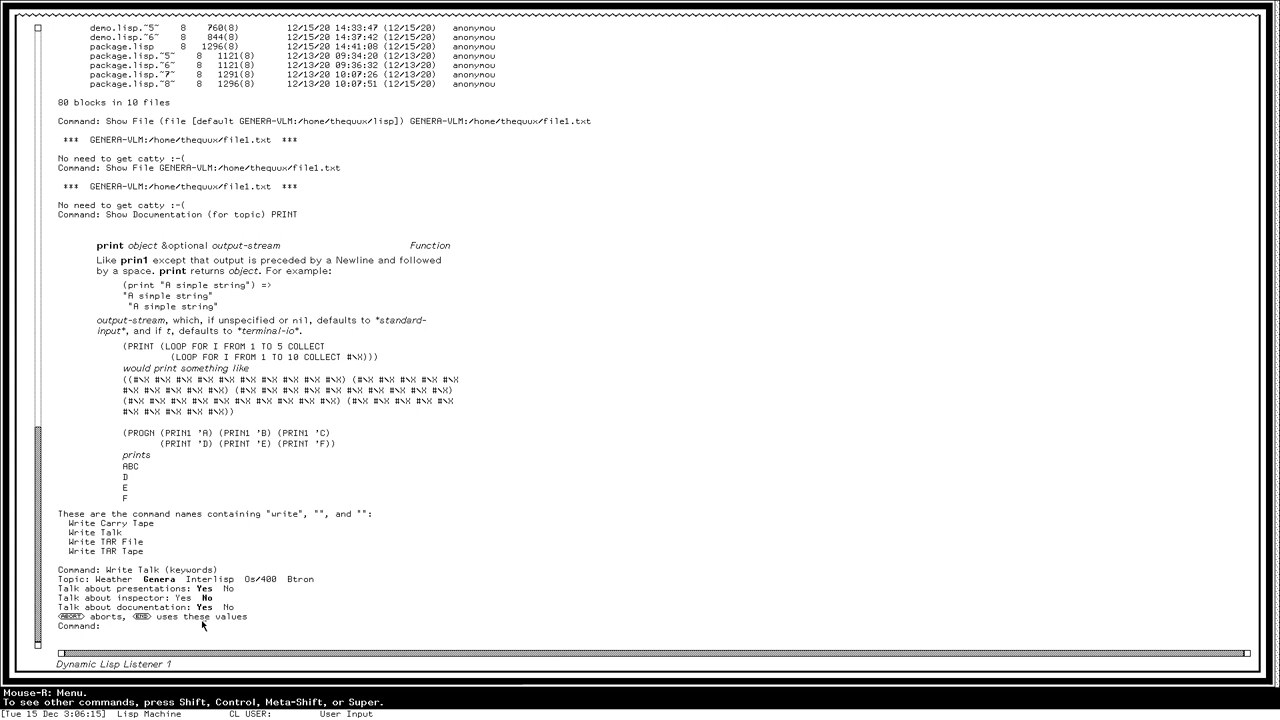 demo.lisp.~5~ 8 760(8) 12/15/20 14:33:47 (12/15/20) anonymou
demo.lisp.~6~ 8 844(8) 12/15/20 14:37:42 (12/15/20) anonymou
package.lisp 8 1296(8) 12/15/20 14:41:08 (12/15/20) anonymou
package.lisp.~5~ 8 1121(8) 12/13/20 09:34:20 (12/13/20) anonymou
package.lisp.~6~ 8 1121(8) 12/13/20 09:36:32 (12/13/20) anonymou
package.lisp.~7~ 8 1291(8) 12/13/20 10:07:26 (12/13/20) anonymou
package.lisp.~8~ 8 1296(8) 12/13/20 10:07:51 (12/15/20) anonymou
80 blocks in 10 files
Command: Show File (file [default GENERA-VLM:/home/thequux/lisp]) GENERA-VLM:/home/thequux/file1.txt
*** GENERA-VLM:/home/thequux/file1.txt ***
No need to get catty :-(
Command: Show File GENERA-VLM:/home/thequux/file1.txt
*** GENERA-VLM:/home/thequux/file1.txt ***
No need to get catty :-(
Command: Show Documentation (for topic) PRINT
print object &optional output-stream Function
Like prin1 except that output is preceded by a Newline and followed
by a space. print returns object. For example:
(print "A simple string") =>
"A simple string"
"A simple string"
output-stream, which, if unspecified or nil, defaults to *standard-
input*, and if t, defaults to *terminal-io*.
(PRINT (LOOP FOR I FROM 1 TO 5 COLLECT
(LOOP FOR I FROM 1 TO 10 COLLECT #\X)))
would print something like
((#\X #\X #\X #\X #\X #\X #\X #\X #\X #\X) (#\X #\X #\X #\X #\X
#\X #\X #\X #\X #\X) (#\X #\X #\X #\X #\X #\X #\X #\X #\X #\X)
(#\X #\X #\X #\X #\X #\X #\X #\X #\X #\X) (#\X #\X #\X #\X #\X
#\X #\X #\X #\X #\X))
(PROGN (PRIN1 'A) (PRIN1 'B) (PRIN1 'C)
(PRINT 'D) (PRINT 'E) (PRINT 'F))
prints
ABC
D
E
F
These are the command names containing "write", "", and "":
Write Carry Tape
Write Talk
Write TAR File
Write TAR Tape
Command: Write Talk (keywords)
Topic: Weather Genera Interlisp Os/400 Btron
Talk about presentations: Yes No
Talk about inspector: Yes No
Talk about documentation: Yes No
ABORT aborts, END uses these values
Command:
Dynamic Lisp Listener 1
Mouse-R: Menu.
To see other commands, press Shift, Control, Meta-Shift, or Super.
[Tue 15 Dec 3:06:15] Lisp Machine CL USER: User Input